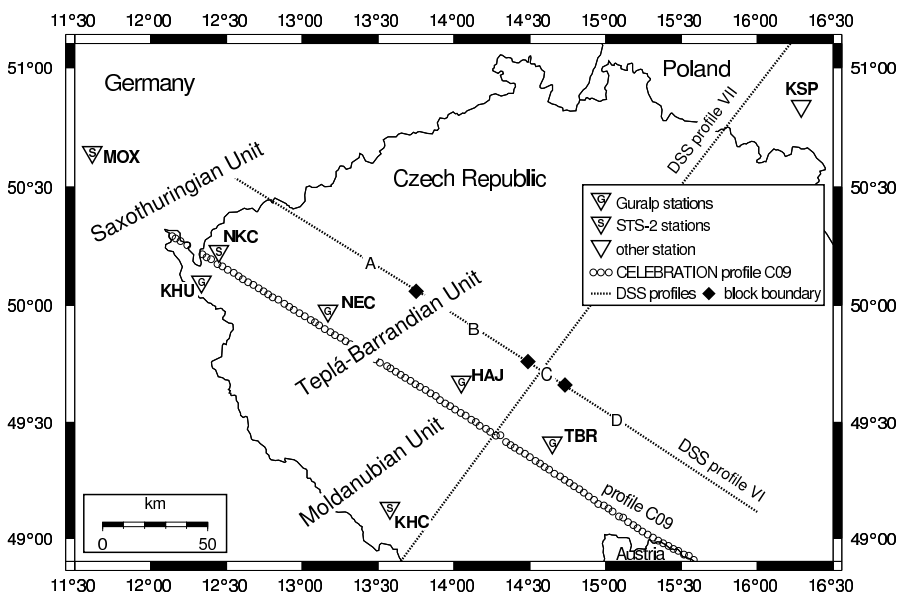 11°30 12°00 12°30 13°00 13°30 14°00 14°30 15°00 15°30 16°00 16°30
51°00
51°00
Germany
Poland
KSP
DSS profile VII
MOX
Saxothuringian Unit
Czech Republic
50°30
50°30
G Guralp stations
S STS-2 stations
other station
CELEBRATION profile C09
DSS profiles block boundary
S
NKC
S
A
KHU
G
50°00
50°00
NEC
G
Teplá-Barrandian Unit
B
HAJ
G
C
49°30
49°30
D
TBR
G
Moldanubian Unit
DSS profile VI
profile C09
S
KHC
km
0 50
49°00
49°00
Austria
11°30 12°00 12°30 13°00 13°30 14°00 14°30 15°00 15°30 16°00 16°30